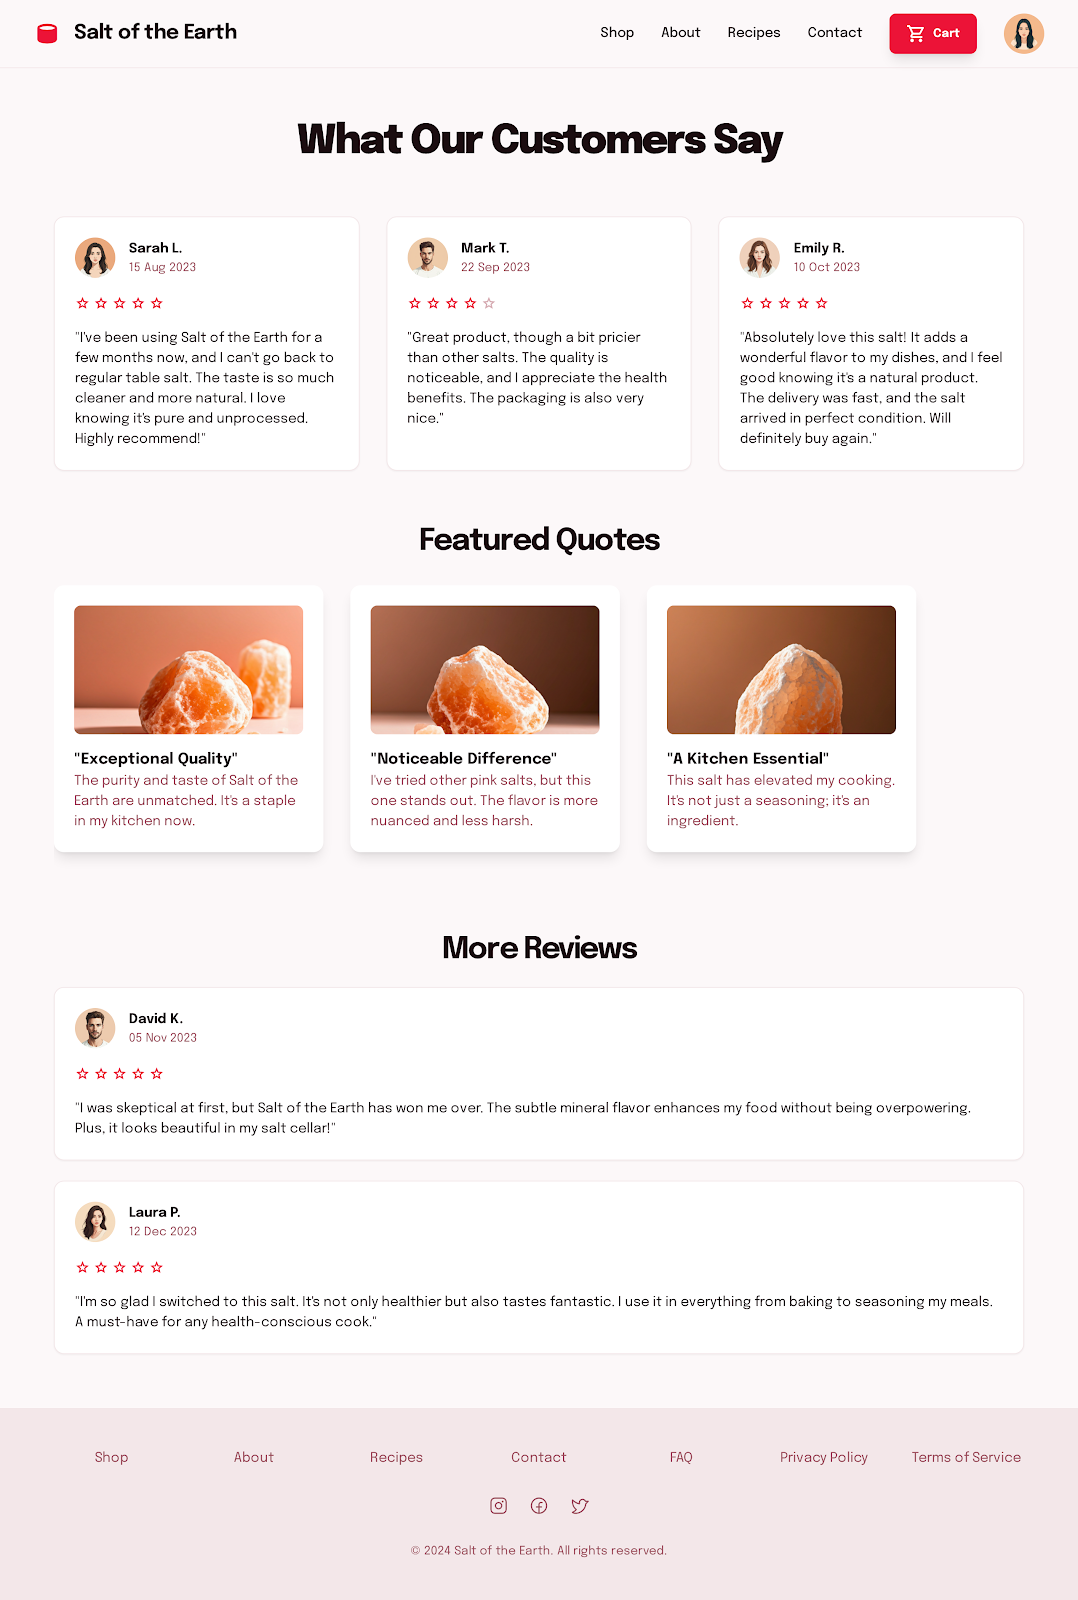 Salt of the Earth
Shop
About
Recipes
Contact
Cart
What Our Customers Say
Sarah L.
15 Aug 2023
"I've been using Salt of the Earth for a
few months now, and I can't go back to
regular table salt. The taste is so much
cleaner and more natural. I love
knowing it's pure and unprocessed.
Highly recommend!"
Mark T.
22 Sep 2023
"Great product, though a bit pricier
than other salts. The quality is
noticeable, and I appreciate the health
benefits. The packaging is also very
nice."
Emily R.
10 Oct 2023
"Absolutely love this salt! It adds a
wonderful flavor to my dishes, and I feel
good knowing it's a natural product.
The delivery was fast, and the salt
arrived in perfect condition. Will
definitely buy again."
Featured Quotes
"Exceptional Quality"
The purity and taste of Salt of the
Earth are unmatched. It's a staple
in my kitchen now.
"Noticeable Difference"
I've tried other pink salts, but this
one stands out. The flavor is more
nuanced and less harsh.
"A Kitchen Essential"
This salt has elevated my cooking.
It's not just a seasoning; it's an
ingredient.
More Reviews
David K.
05 Nov 2023
"I was skeptical at first, but Salt of the Earth has won me over. The subtle mineral flavor enhances my food without being overpowering.
Plus, it looks beautiful in my salt cellar!"
Laura P.
12 Dec 2023
"I'm so glad I switched to this salt. It's not only healthier but also tastes fantastic. I use it in everything from baking to seasoning my meals.
A must-have for any health-conscious cook."
Shop
About
Recipes
Contact
FAQ
Privacy Policy
Terms of Service
© 2024 Salt of the Earth. All rights reserved.